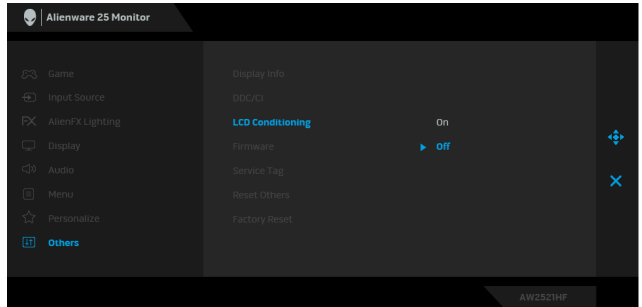 Alienware 25 Monitor
Game
Display Info
Input Source
DDC/CI
AlienFX Lighting
LCD Conditioning
On
Display
Firmware
Off
Audio
Service Tag
Menu
Reset Others
Personalize
Factory Reset
Others
AW2521HF